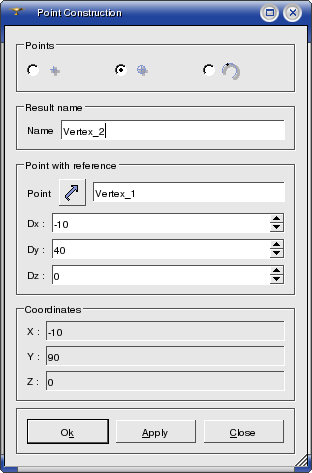 Point Construction
Points
Result name
Name Vertex_2
Point with reference
Point Vertex_1
Dx : -10
Dy : 40
Dz : 0
Coordinates
X : -10
Y : 90
Z : 0
Ok Apply Close